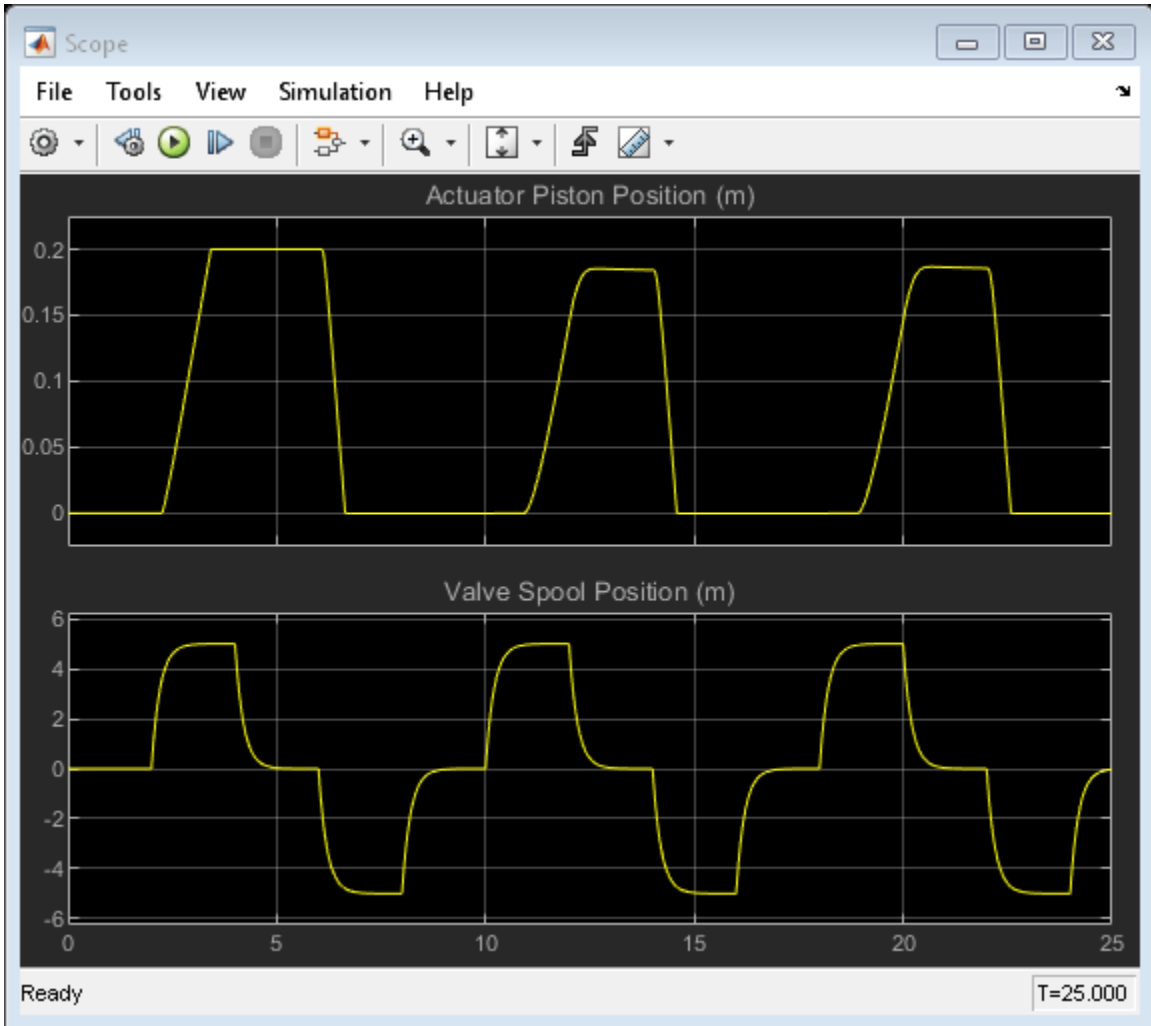 Scope
File Tools View Simulation Help
Actuator Piston Position (m)
0.2
0.15
0.1
0.05
0
Valve Spool Position (m)
6
4
2
0
-2
-4
-6
0 5 10 15 20 25
Ready T=25.000